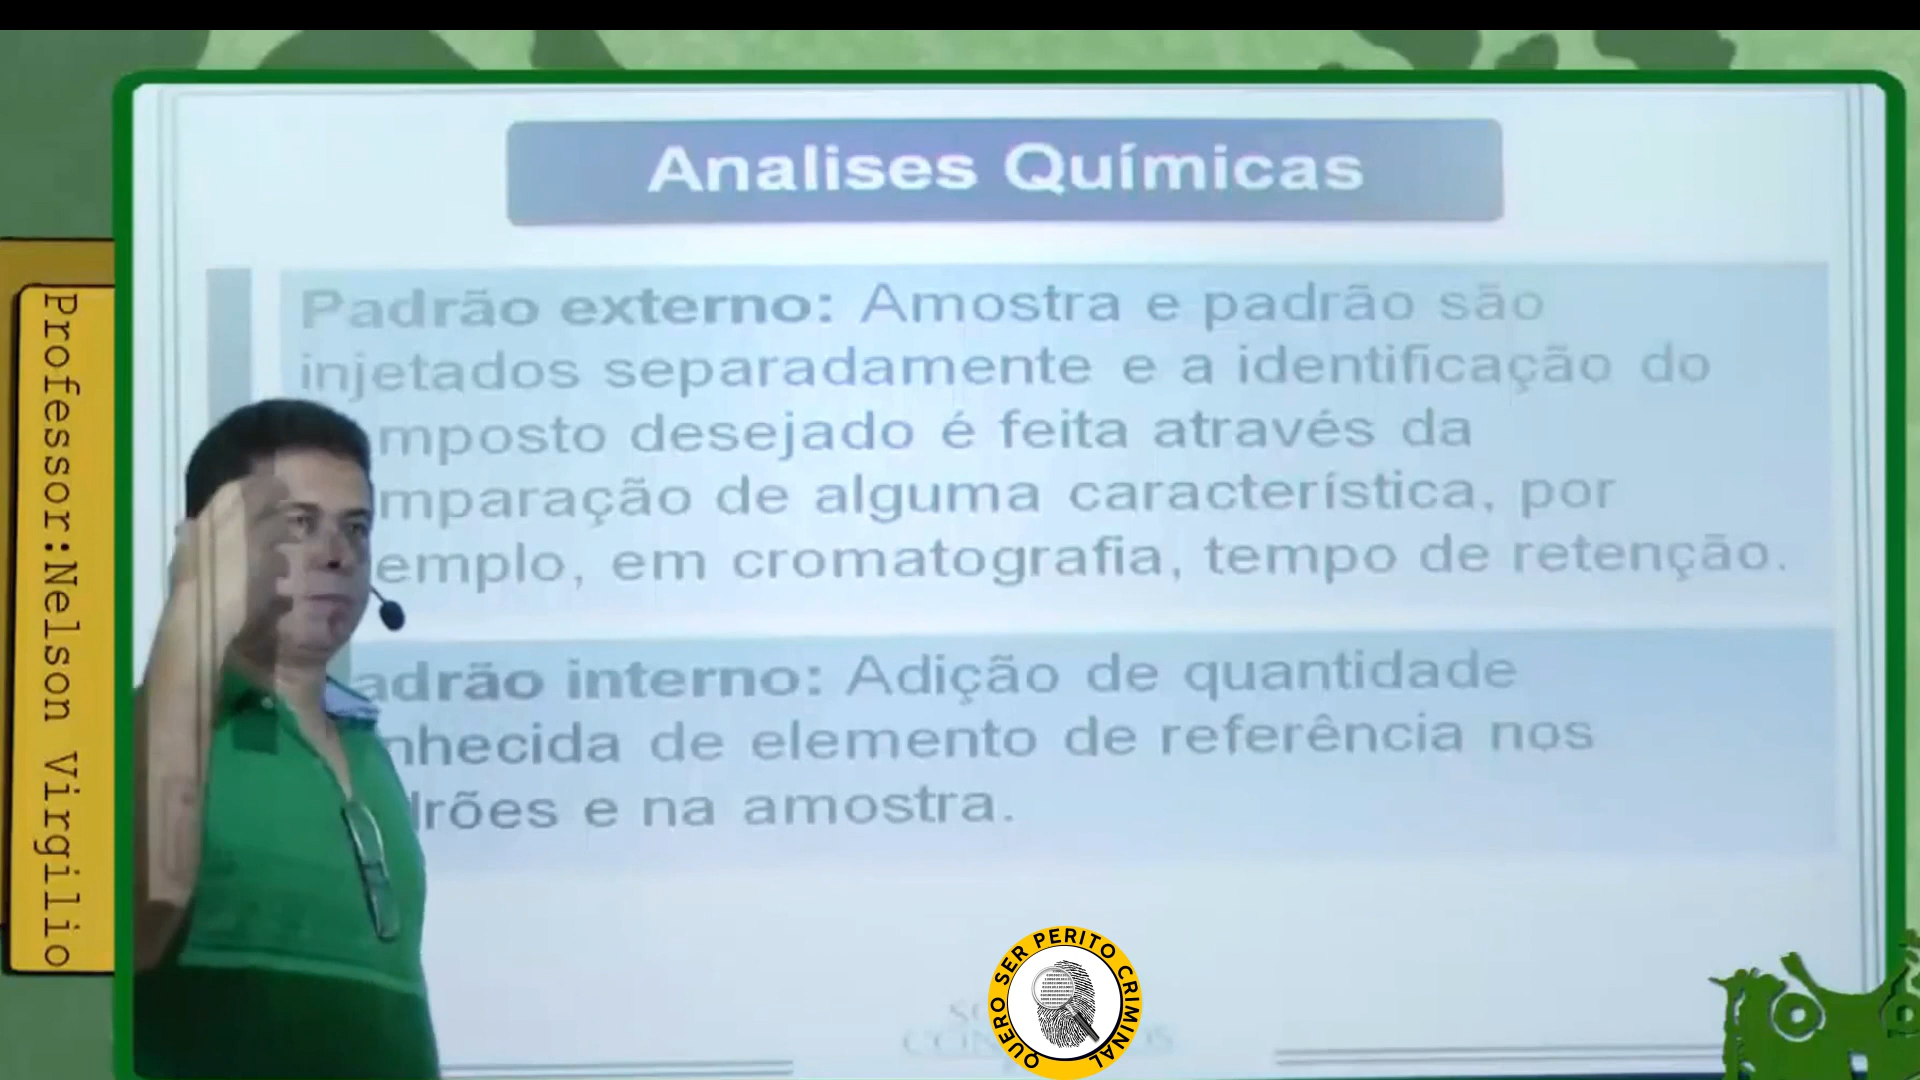 Analises Químicas
Padrão externo: Amostra e padrão são
injetados separadamente e a identificação do
mposto desejado é feita através da
mparação de alguma característica, por
emplo, em cromatografia, tempo de retenção.
adrão interno: Adição de quantidade
nhecida de elemento de referência nos
drões e na amostra.
Professor:Nelson Virgilio
QUERO SER PERITO CRIMINAL